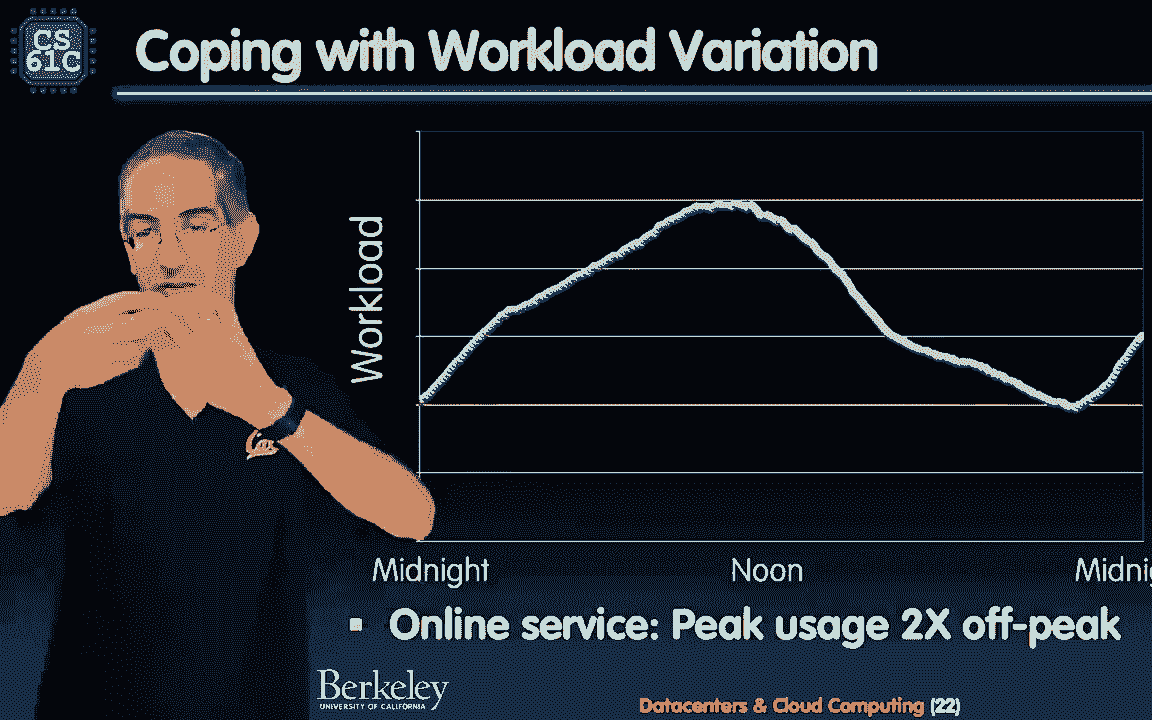 CS
61C
Coping with Workload Variation
Workload
Midnight
Noon
Midnig
▪ Online service: Peak usage 2X off-peak
Berkeley
UNIVERSITY OF CALIFORNIA
Datacenters & Cloud Computing (22)